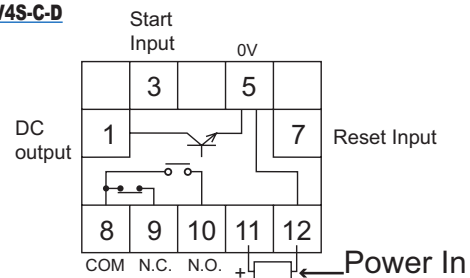 V4S-C-D
Start
Input
0V
3
5
DC
output
1
7
Reset Input
8
9
10
11
12
COM
N.C.
N.O.
+
Power In